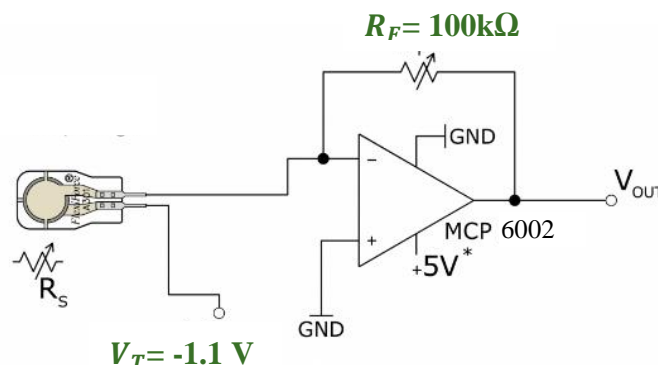 R_F= 100kΩ
GND
−
+
MCP 6002
+5V*
V_OUT
GND
R_S
V_T= -1.1 V